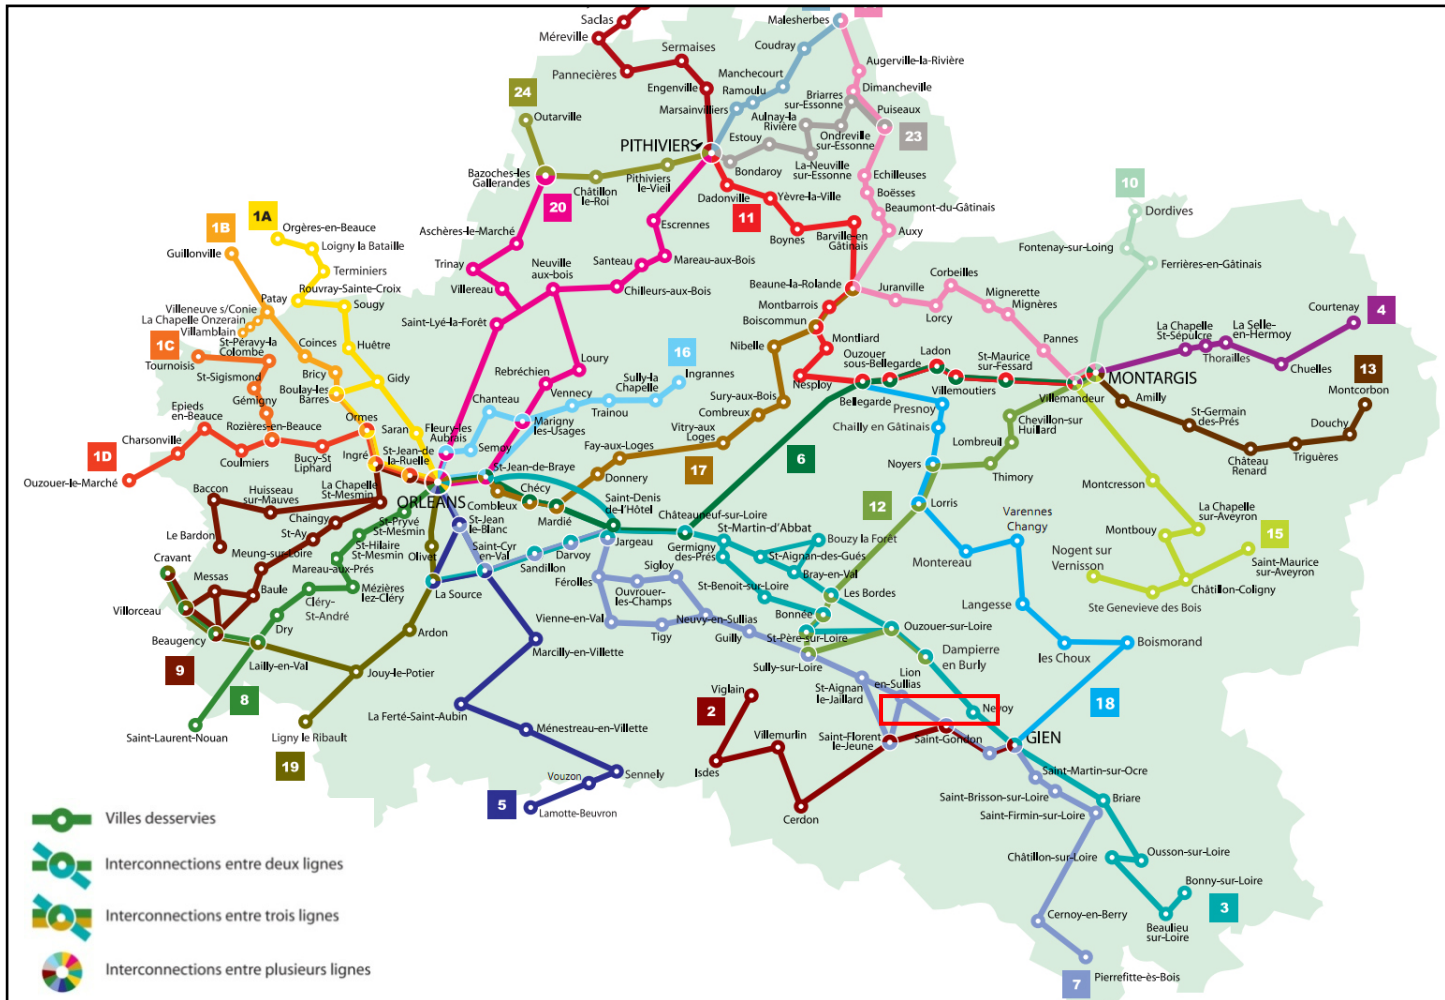 Saclas
Méreville
Pannecières
Sermaises
Engenville
Marsainvilliers
Malesherbes
Coudray
Manchecourt
Ramoulu
Augerville-la-Rivière
Dimancheville
Briarres
sur-Essonne
Puiseaux
Aulnay-la
Rivière
Ondreville
sur-Essonne
Estouy
La-Neuville
sur-Essonne
Bondaroy
23
24
Outarville
PITHIVIERS
Bazoches-les
Gallerandes
Châtillon
le-Roi
Pithiviers
le-Vieil
20
Dadonville
Yèvre-la-Ville
11
Boynes
Barville-en
Gâtinais
Echilleuses
Boësses
Beaumont-du-Gâtinais
Auxy
10
Dordives
Fontenay-sur-Loing
Ferrières-en-Gâtinais
1A
1B
Orgères-en-Beauce
Loigny la Bataille
Guillonville
Terminiers
Rouvray-Sainte-Croix
Patay
Sougy
Villeneuve s/Conie
La Chapelle Onzerain
Villamblain
Aschères-le-Marché
Trinay
Villereau
Neuville
aux-bois
Escrennes
Santeau
Mareau-aux-Bois
Chilleurs-aux-Bois
Saint-Lyé-la-Forêt
Beaune-la-Rolande
Montbarrois
Boiscommun
Juranville
Corbeilles
Lorcy
Mignerette
Mignères
Pannes
Courtenay
4
La Chapelle
St-Sépulcre
La Selle-
en-Hermoy
Thorailles
Chuelles
1C
Tournoisis
St-Péravy-la
Colombe
Coinces
Huêtre
St-Sigismond
Bricy
Gidy
Gémigny
Boulay-les
Barres
Loury
Rebréchien
16
Ingrannes
Sully-la
Chapelle
Vennecy
Trainou
Nibelle
Montliard
Nesploy
Ouzouer
sous-Bellegarde
Ladon
St-Maurice
sur-Fessard
Villemoutiers
Bellegarde
Villemandeur
MONTARGIS
13
Montcorbon
Amilly
St-Germain
des-Prés
Douchy
Château
Renard
Triguères
Epieds
en-Beauce
Rozières-en-Beauce
Ormes
Saran
Charsonville
1D
Coulmiers
Bucy-St
Liphard
Ingré
St-Jean-de
la-Ruelle
Fleury-les
Aubrais
Chanteau
Semoy
Marigny
les-Usages
Ouzouer-le-Marché
Sury-aux-Bois
Combreux
Vitry-aux
Loges
Fay-aux-Loges
17
Donnery
6
Presnoy
Chailly en Gâtinais
Noyers
Chevillon-sur
Huillard
Lombreuil
Thimory
Montcresson
Baccon
Huisseau
sur-Mauves
La Chapelle
St-Mesmin
ORLÉANS
St-Jean-de-Braye
Combleux
Chécy
Mardié
Saint-Denis
de-l'Hôtel
Châteauneuf-sur-Loire
St-Martin-d'Abbat
12
Lorris
Varennes
Changy
Le Bardon
Chaingy
St-Ay
St-Pryvé
St-Mesmin
St-Hilaire
St-Mesmin
Olivet
St-Jean
le-Blanc
Saint-Cyr
en-Val
Sandillon
Darvoy
Jargeau
Germigny
des-Prés
Bouzy la Forêt
St-Aignan-des-Gués
Bray-en-Val
Montereau
Montbouy
La Chapelle
sur-Aveyron
15
Nogent sur
Vernisson
Saint-Maurice
sur-Aveyron
Châtillon-Coligny
Ste Genevieve des Bois
Cravant
Messas
Meung-sur-Loire
Mareau-aux-Prés
Mézières
lez-Cléry
Baule
Cléry-
St-André
Villorceau
Dry
Beaugency
9
Lailly-en-Val
8
La Source
Ardon
Jouy-le-Potier
Férolles
Sigloy
Ouvrouer-
les-Champs
Vienne-en-Val
Tigy
Neuvy-en-Sullias
Guilly
St-Benoit-sur-Loire
Bonnée
Les Bordes
St-Père-sur-Loire
Ouzouer-sur-Loire
Sully-sur-Loire
Dampierre
en Burly
Langesse
les Choux
Boismorand
Marcilly-en-Villette
Lion
en-Sullias
St-Aignan
le-Jaillard
Nevoy
18
GIEN
Saint-Laurent-Nouan
Ligny le Ribault
19
La Ferté-Saint-Aubin
Ménestreau-en-Villette
Sennely
Vouzon
5
Lamotte-Beuvron
Viglain
2
Villemurlin
Isdes
Cerdon
Saint-Florent
le-Jeune
Saint-Gondon
Saint-Martin-sur-Ocre
Saint-Brisson-sur-Loire
Saint-Firmin-sur-Loire
Briare
Châtillon-sur-Loire
Ousson-sur-Loire
Bonny-sur-Loire
3
Beaulieu
sur-Loire
Cernoy-en-Berry
7
Pierrefitte-ès-Bois
Villes desservies
Interconnections entre deux lignes
Interconnections entre trois lignes
Interconnections entre plusieurs lignes